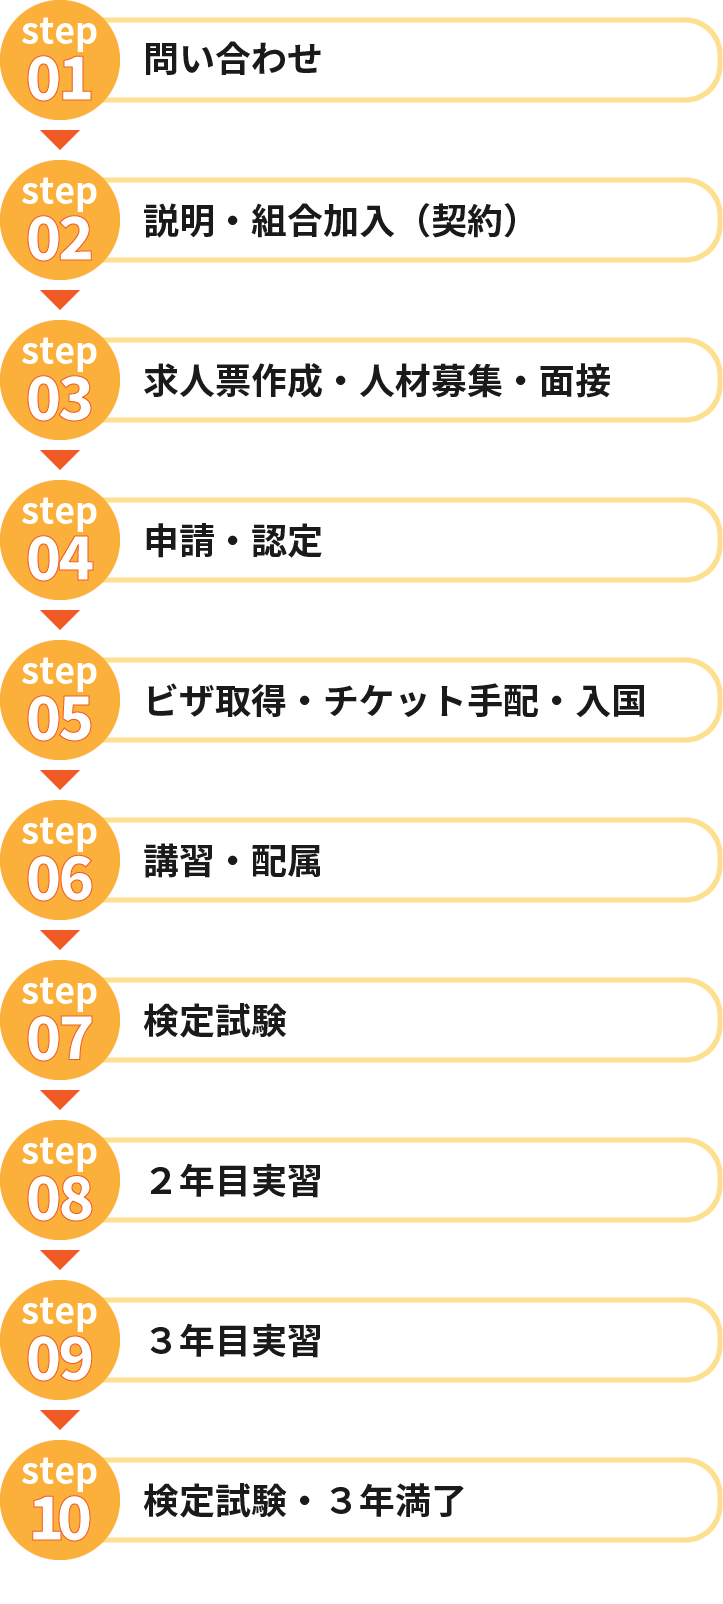 step
01
問い合わせ
step
02
説明・組合加入（契約）
step
03
求人票作成・人材募集・面接
step
04
申請・認定
step
05
ビザ取得・チケット手配・入国
step
06
講習・配属
step
07
検定試験
step
08
２年目実習
step
09
３年目実習
step
10
検定試験・３年満了